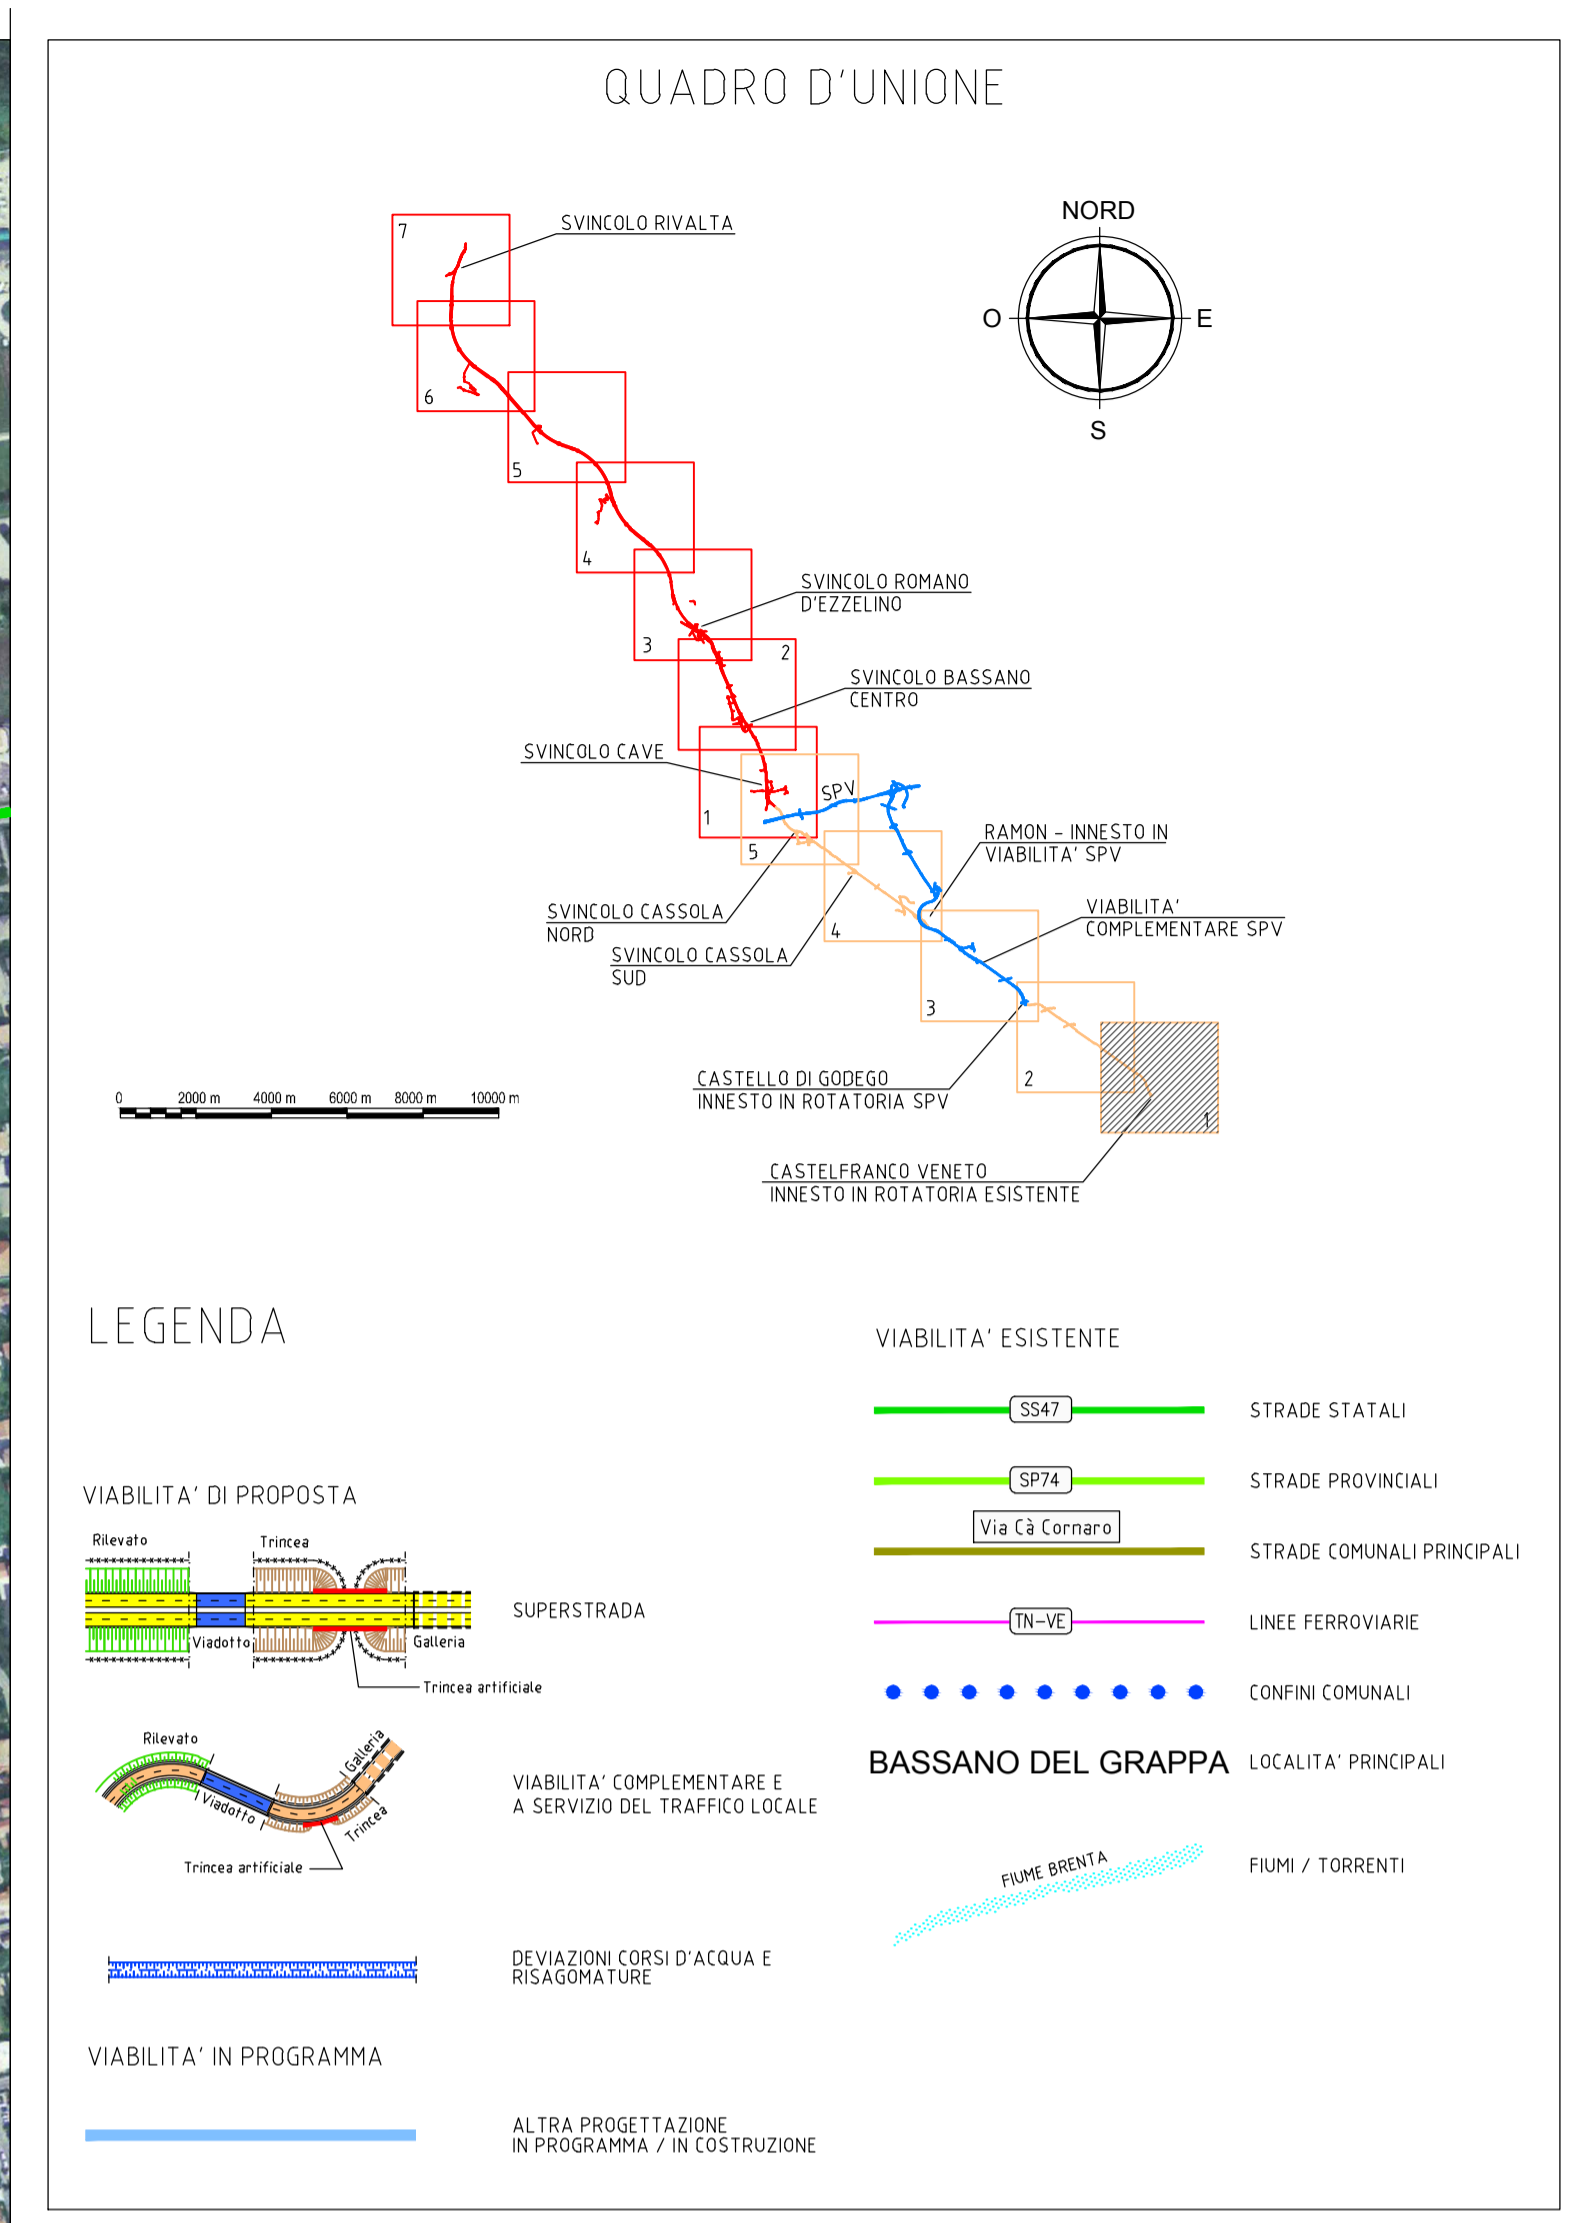 QUADRO D'UNIONE
7
SVINCOLO RIVALTA
NORD
O
E
S
6
5
4
SVINCOLO ROMANO
D'EZZELINO
3
2
SVINCOLO BASSANO
CENTRO
SVINCOLO CAVE
SPV
1
5
RAMON - INNESTO IN
VIABILITA' SPV
SVINCOLO CASSOLA
NORD
4
VIABILITA'
COMPLEMENTARE SPV
SVINCOLO CASSOLA
SUD
3
CASTELLO DI GODEGO
INNESTO IN ROTATORIA SPV
2
1
0 2000 m 4000 m 6000 m 8000 m 10000 m
CASTELFRANCO VENETO
INNESTO IN ROTATORIA ESISTENTE
LEGENDA
VIABILITA' DI PROPOSTA
Rilevato
Trincea
Viadotto
Galleria
Trincea artificiale
SUPERSTRADA
Rilevato
Viadotto
Galleria
Trincea
Trincea artificiale
VIABILITA' COMPLEMENTARE E
A SERVIZIO DEL TRAFFICO LOCALE
DEVIAZIONI CORSI D'ACQUA E
RISAGOMATURE
VIABILITA' IN PROGRAMMA
ALTRA PROGETTAZIONE
IN PROGRAMMA / IN COSTRUZIONE
VIABILITA' ESISTENTE
SS47
STRADE STATALI
SP74
STRADE PROVINCIALI
Via Cà Cornaro
STRADE COMUNALI PRINCIPALI
TN-VE
LINEE FERROVIARIE
CONFINI COMUNALI
BASSANO DEL GRAPPA
LOCALITA' PRINCIPALI
FIUME BRENTA
FIUMI / TORRENTI